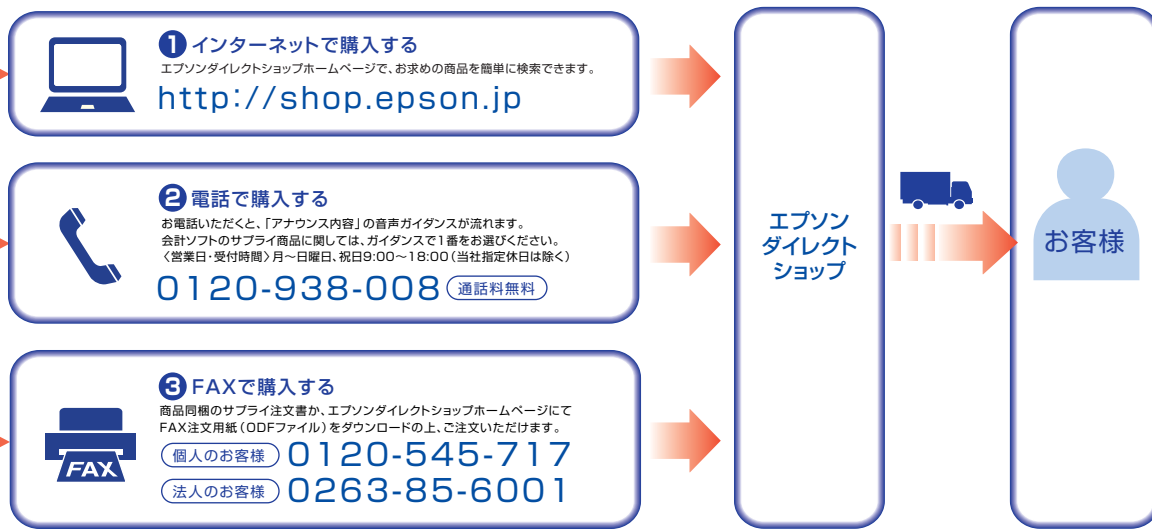 ❶インターネットで購入する
エプソンダイレクトショップホームページで、お求めの商品を簡単に検索できます。
http://shop.epson.jp
❷電話で購入する
お電話いただくと、「アナウンス内容」の音声ガイダンスが流れます。
会計ソフトのサプライ商品に関しては、ガイダンスで1番をお選びください。
〈営業日・受付時間〉月～日曜日、祝日9:00～18:00(当社指定休日は除く)
0120-938-008 通話料無料
❸FAXで購入する
商品同梱のサプライ注文書か、エプソンダイレクトショップホームページにて
FAX注文用紙(ODFファイル)をダウンロードの上、ご注文いただけます。
FAX
個人のお客様 0120-545-717
法人のお客様 0263-85-6001
エプソン
ダイレクト
ショップ
お客様